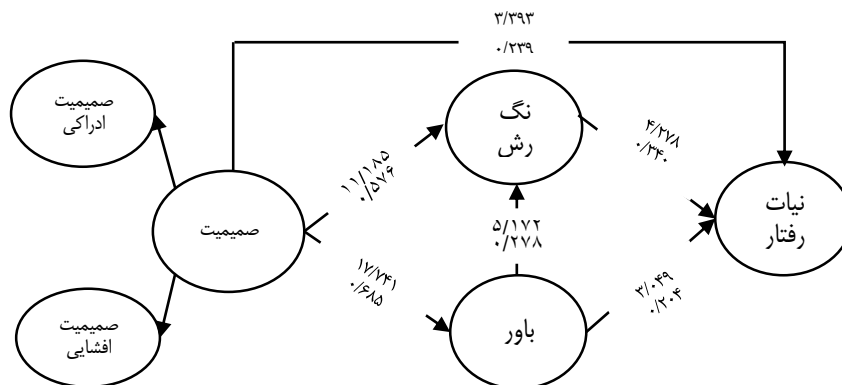 ۳/۳۹۳
۰/۲۳۹
صمیمیت
ادراکی
نگ
رش
۴/۲۷۸
۰/۳۴۰
۱۱/۱۸۵
۰/۵۷۶
نیات
رفتار
صمیمیت
۵/۱۷۲
۰/۲۷۸
۱۷/۷۴۱
۰/۶۸۵
۳/۰۴۹
۰/۲۰۴
صمیمیت
افشایی
باور